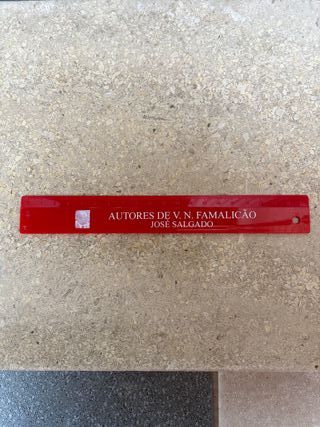 AUTORES DE V. N. FAMALICÃO
JOSÉ SALGADO